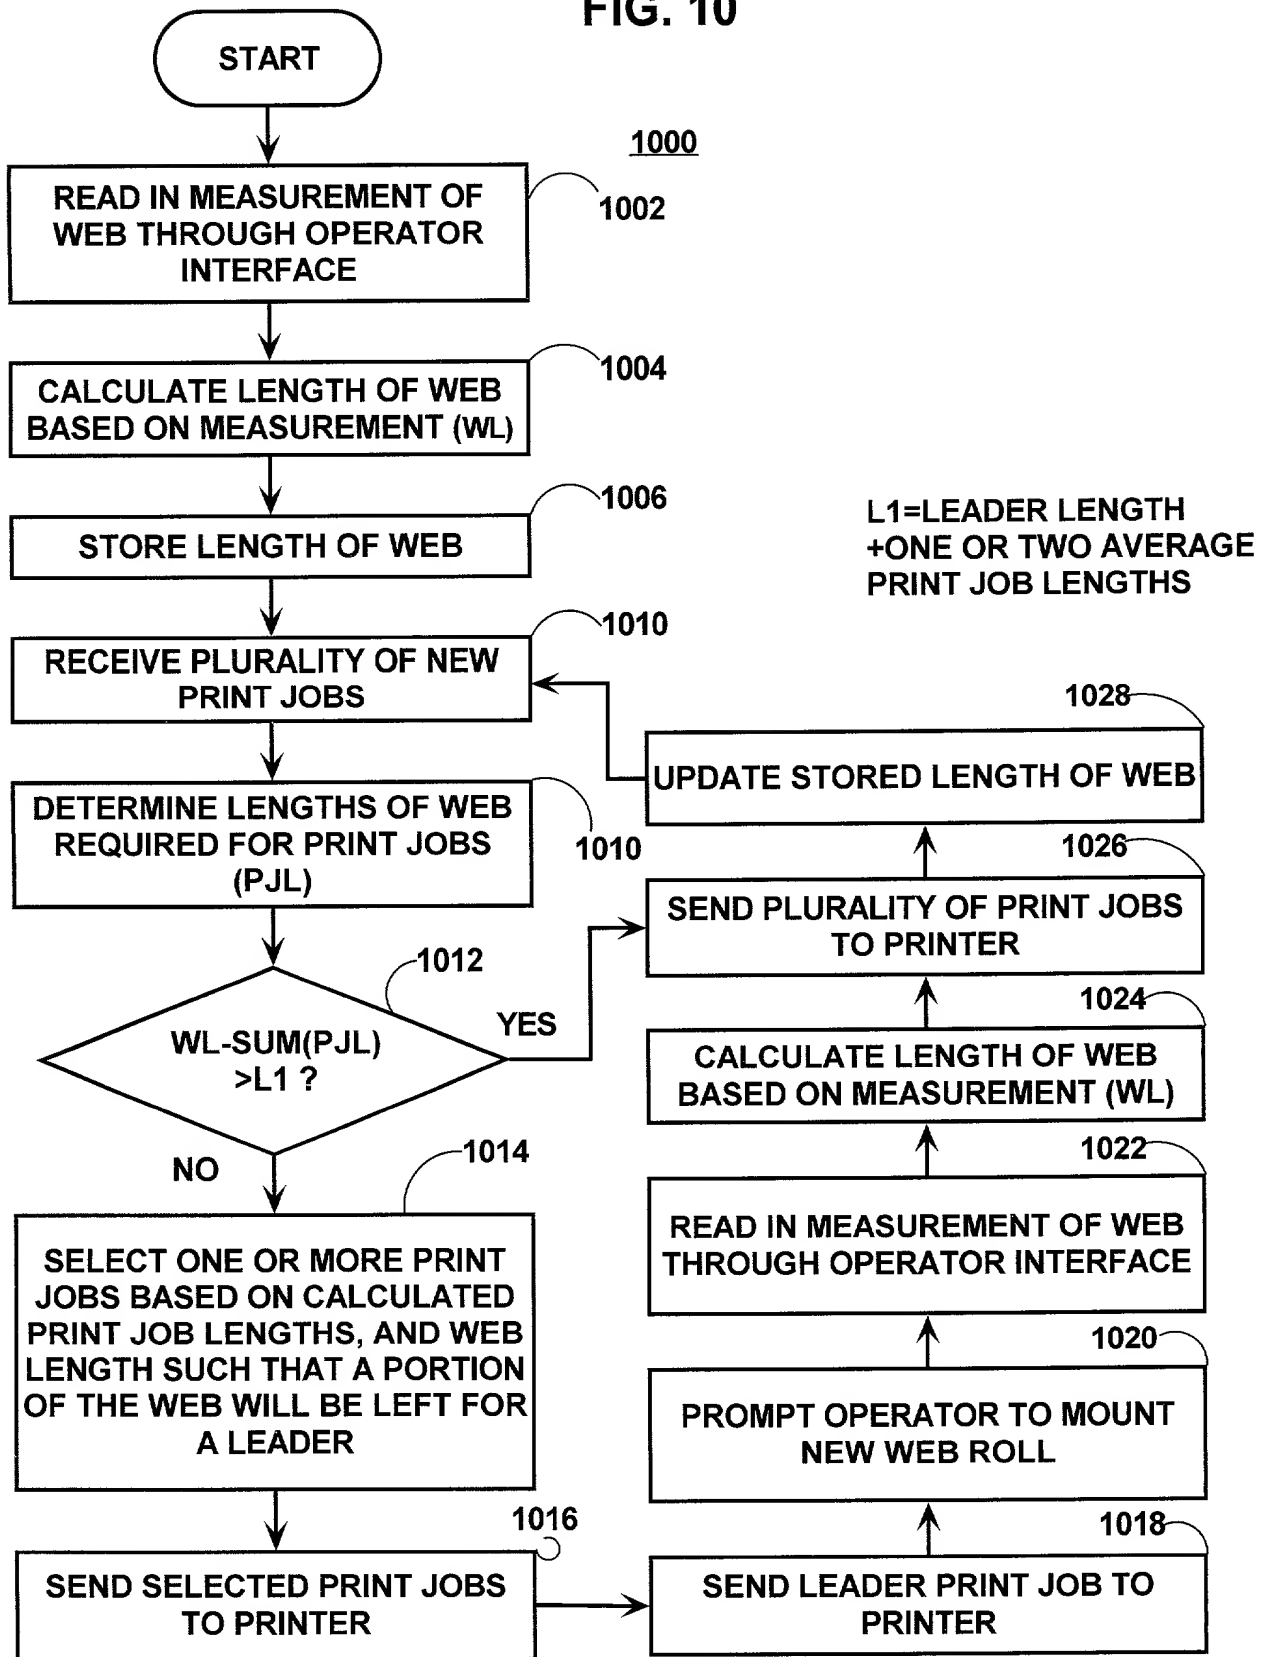 FIG. 10
START
1000
READ IN MEASUREMENT OF
WEB THROUGH OPERATOR
INTERFACE
1002
CALCULATE LENGTH OF WEB
BASED ON MEASUREMENT (WL)
1004
STORE LENGTH OF WEB
1006
L1=LEADER LENGTH
+ONE OR TWO AVERAGE
PRINT JOB LENGTHS
RECEIVE PLURALITY OF NEW
PRINT JOBS
1010
DETERMINE LENGTHS OF WEB
REQUIRED FOR PRINT JOBS
(PJL)
1010
WL-SUM(PJL)
>L1 ?
1012
YES
NO
SELECT ONE OR MORE PRINT
JOBS BASED ON CALCULATED
PRINT JOB LENGTHS, AND WEB
LENGTH SUCH THAT A PORTION
OF THE WEB WILL BE LEFT FOR
A LEADER
1014
SEND SELECTED PRINT JOBS
TO PRINTER
1016
1028
UPDATE STORED LENGTH OF WEB
1026
SEND PLURALITY OF PRINT JOBS
TO PRINTER
1024
CALCULATE LENGTH OF WEB
BASED ON MEASUREMENT (WL)
1022
READ IN MEASUREMENT OF WEB
THROUGH OPERATOR INTERFACE
1020
PROMPT OPERATOR TO MOUNT
NEW WEB ROLL
1018
SEND LEADER PRINT JOB TO
PRINTER